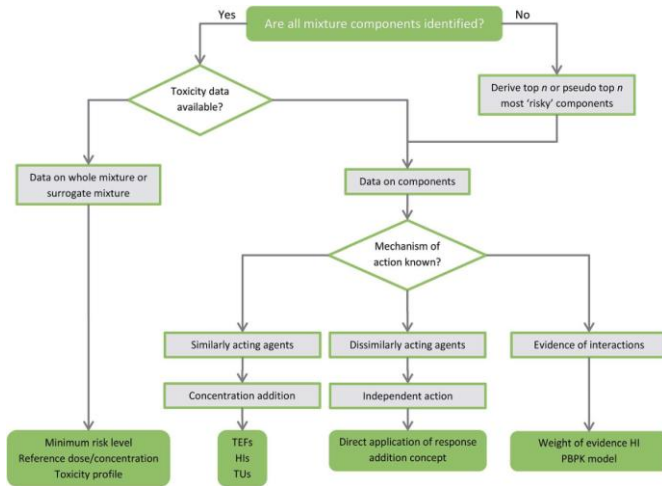 Are all mixture components identified?
Yes
No
Toxicity data
available?
Derive top n or pseudo top n
most ‘risky’ components
Data on whole mixture or
surrogate mixture
Data on components
Mechanism of
action known?
Similarly acting agents
Dissimilarly acting agents
Evidence of interactions
Concentration addition
Independent action
Minimum risk level
Reference dose/concentration
Toxicity profile
TEFs
HIs
TUs
Direct application of response
addition concept
Weight of evidence HI
PBPK model